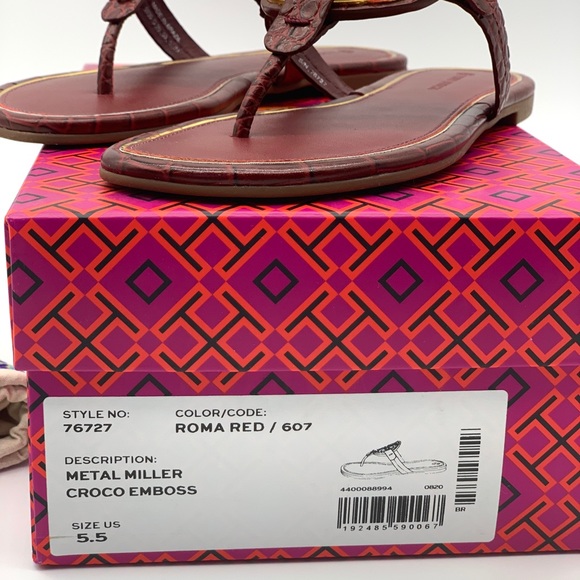 STYLE NO: COLOR/CODE:
76727 ROMA RED / 607
DESCRIPTION:
METAL MILLER
CROCO EMBOSS
4400088994 0820
192485590067
BR
SIZE US
5.5